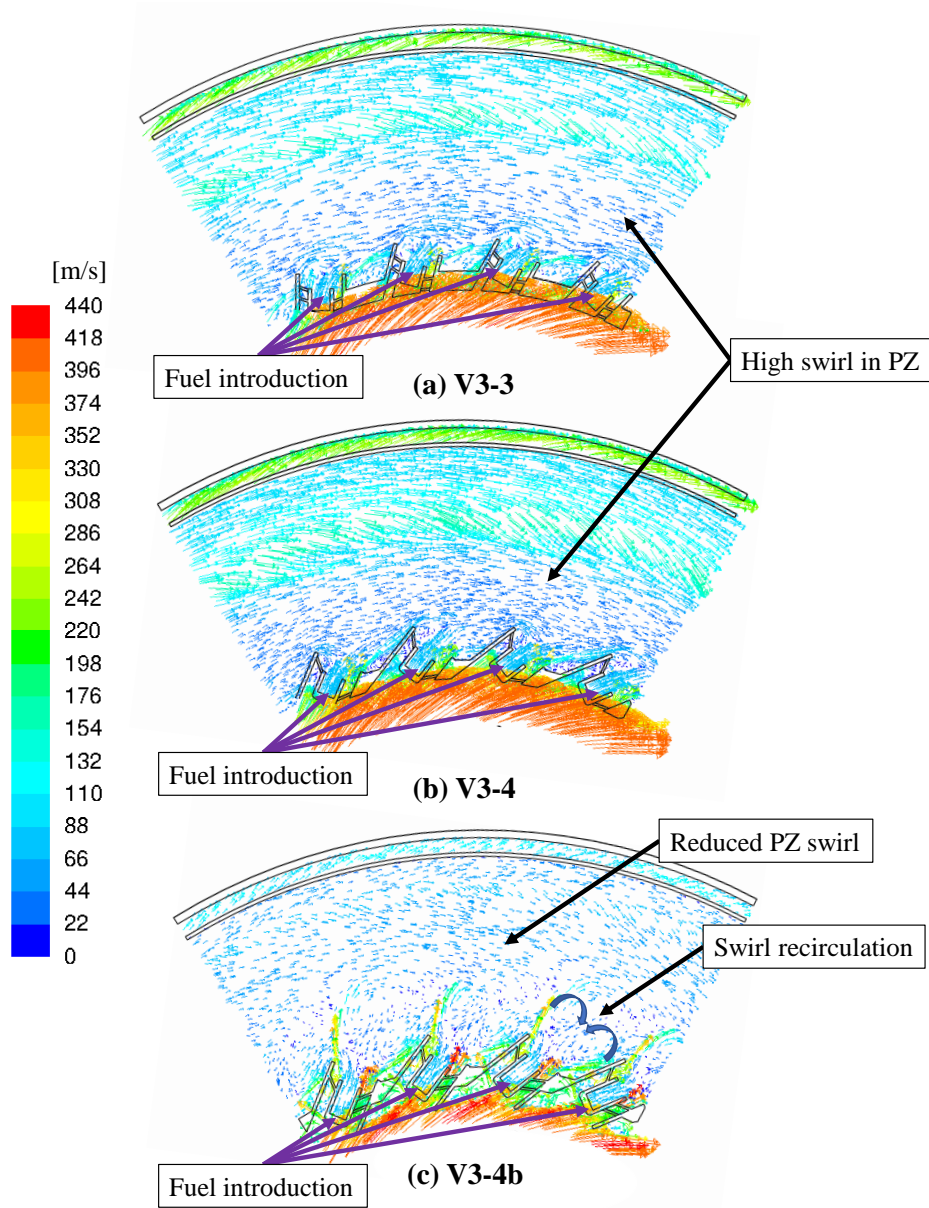 [m/s]
440
418
396
374
352
330
308
286
264
242
220
198
176
154
132
110
88
66
44
22
0
Fuel introduction
(a) V3-3
High swirl in PZ
Fuel introduction
(b) V3-4
Reduced PZ swirl
Swirl recirculation
Fuel introduction
(c) V3-4b